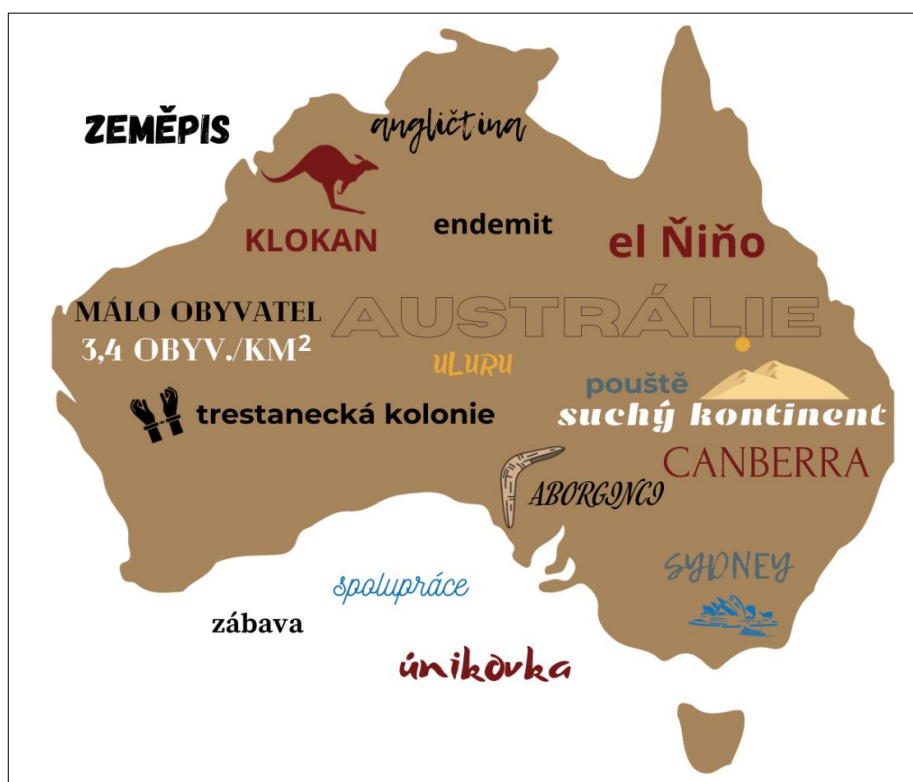 ZEMĚPIS
angličtina
KLOKAN
endemit
el Ňiňo
MÁLO OBYVATEL
3,4 OBYV./KM²
AUSTRÁLIE
ULURU
pouště
suchý kontinent
trestanecká kolonie
CANBERRA
ABORGINCI
SYDNEY
spolupráce
zábava
únikovka